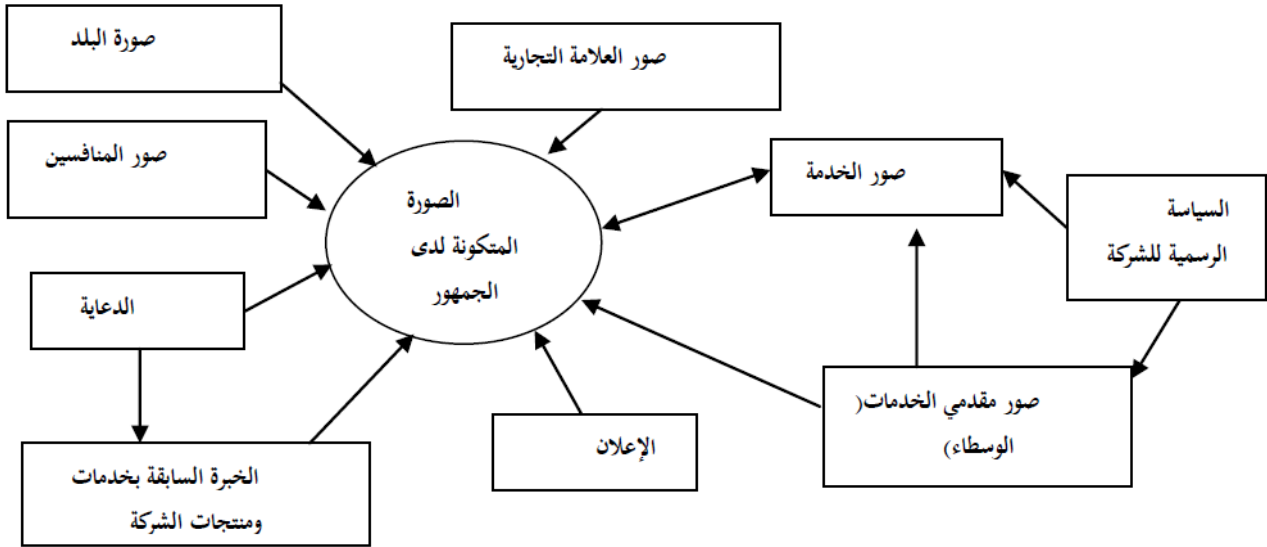 صورة البلد
صور العلامة التجارية
صور المنافسين
صور الخدمة
السياسة
الرسمية للشركة
الصورة
المتكونة لدى
الجمهور
الدعاية
صور مقدمي الخدمات(
الوسطاء)
الإعلان
الخبرة السابقة بخدمات
ومنتجات الشركة